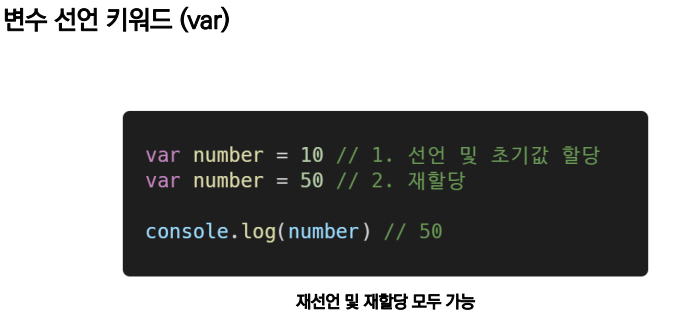 변수 선언 키워드 (var)
var number = 10 // 1. 선언 및 초기값 할당
var number = 50 // 2. 재할당
console.log(number) // 50
재선언 및 재할당 모두 가능